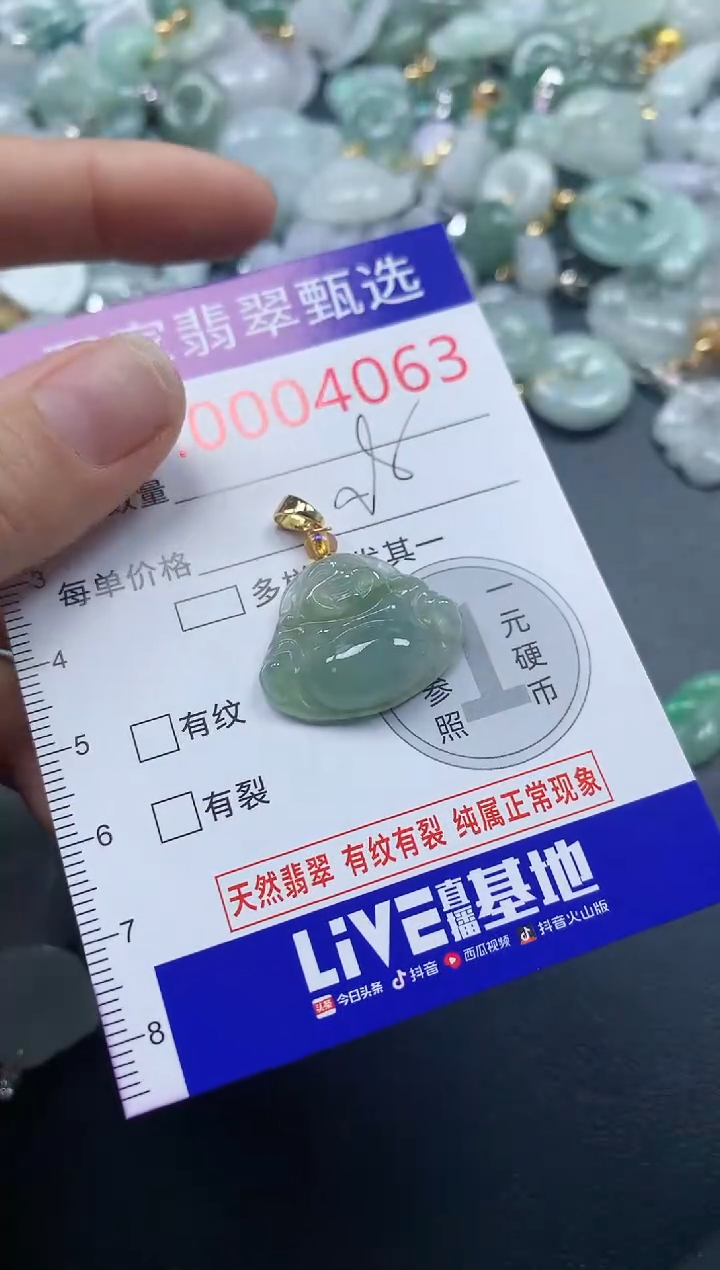 翡翠甄选
.0004063
数量
每单价格
多 其一
一元硬币
参照
1
有纹
有裂
天然翡翠 有纹有裂 纯属正常现象
LiVE直播基地
头条 今日头条 抖音 西瓜视频 抖音火山版
3
4
5
6
7
8